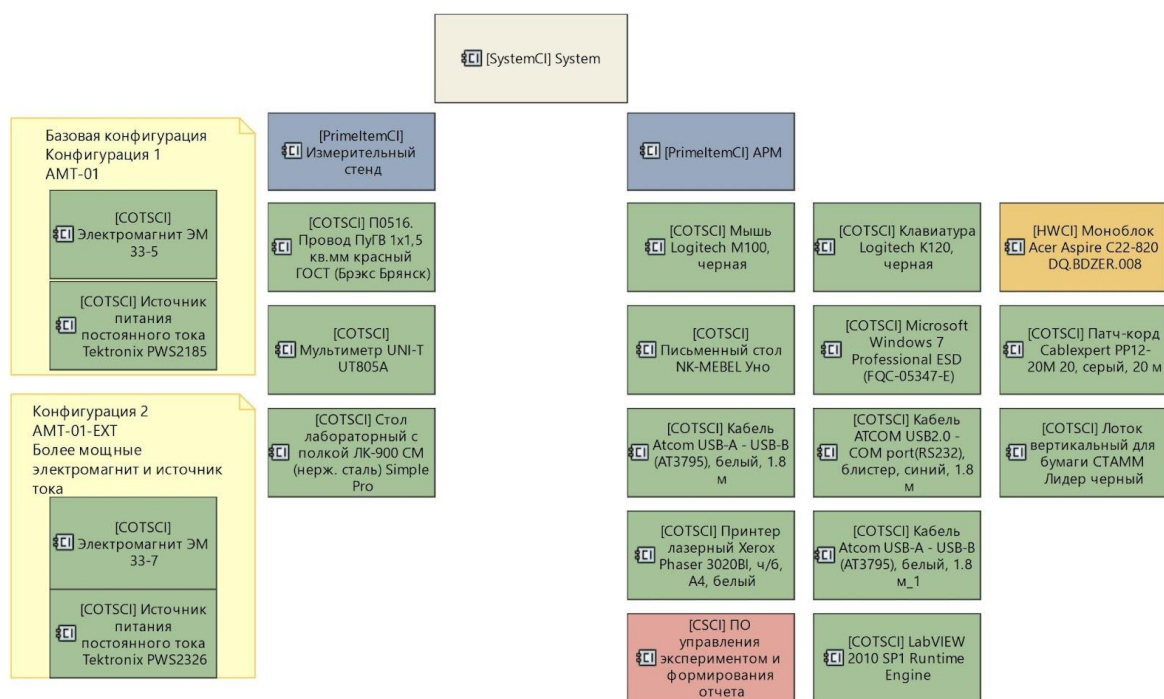 [SystemCI] System
Базовая конфигурация
Конфигурация 1
АМТ-01
[COTSCI]
Электромагнит ЭМ
33-5
[COTSCI] Источник
питания
постоянного тока
Tektronix PWS2185
Конфигурация 2
АМТ-01-EXT
Более мощные
электромагнит и источник
тока
[COTSCI]
Электромагнит ЭМ
33-7
[COTSCI] Источник
питания
постоянного тока
Tektronix PWS2326
[PrimeItemCI]
Измерительный
стенд
[COTSCI] П0516.
Провод ПуГВ 1х1,5
кв.мм красный
ГОСТ (Брэкс Брянск)
[COTSCI]
Мультиметр UNI-T
UT805A
[COTSCI] Стол
лабораторный с
полкой ЛК-900 СМ
(нерж. сталь) Simple
Pro
[PrimeItemCI] АРМ
[COTSCI] Мышь
Logitech M100,
черная
[COTSCI] Клавиатура
Logitech K120,
черная
[HWCI] Моноблок
Acer Aspire C22-820
DQ.BDZER.008
[COTSCI]
Письменный стол
NK-MEBEL Уно
[COTSCI] Microsoft
Windows 7
Professional ESD
(FQC-05347-E)
[COTSCI] Патч-корд
Cablexpert PP12-
20M 20, серый, 20 м
[COTSCI] Кабель
Atcom USB-A - USB-B
(AT3795), белый, 1.8
м
[COTSCI] Кабель
ATCOM USB2.0 -
COM port(RS232),
блистер, синий, 1.8
м
[COTSCI] Лоток
вертикальный для
бумаги СТАММ
Лидер черный
[COTSCI] Принтер
лазерный Xerox
Phaser 3020BI, ч/б,
A4, белый
[COTSCI] Кабель
Atcom USB-A - USB-B
(AT3795), белый, 1.8
м_1
[CSCI] ПО
управления
экспериментом и
формирования
отчета
[COTSCI] LabVIEW
2010 SP1 Runtime
Engine